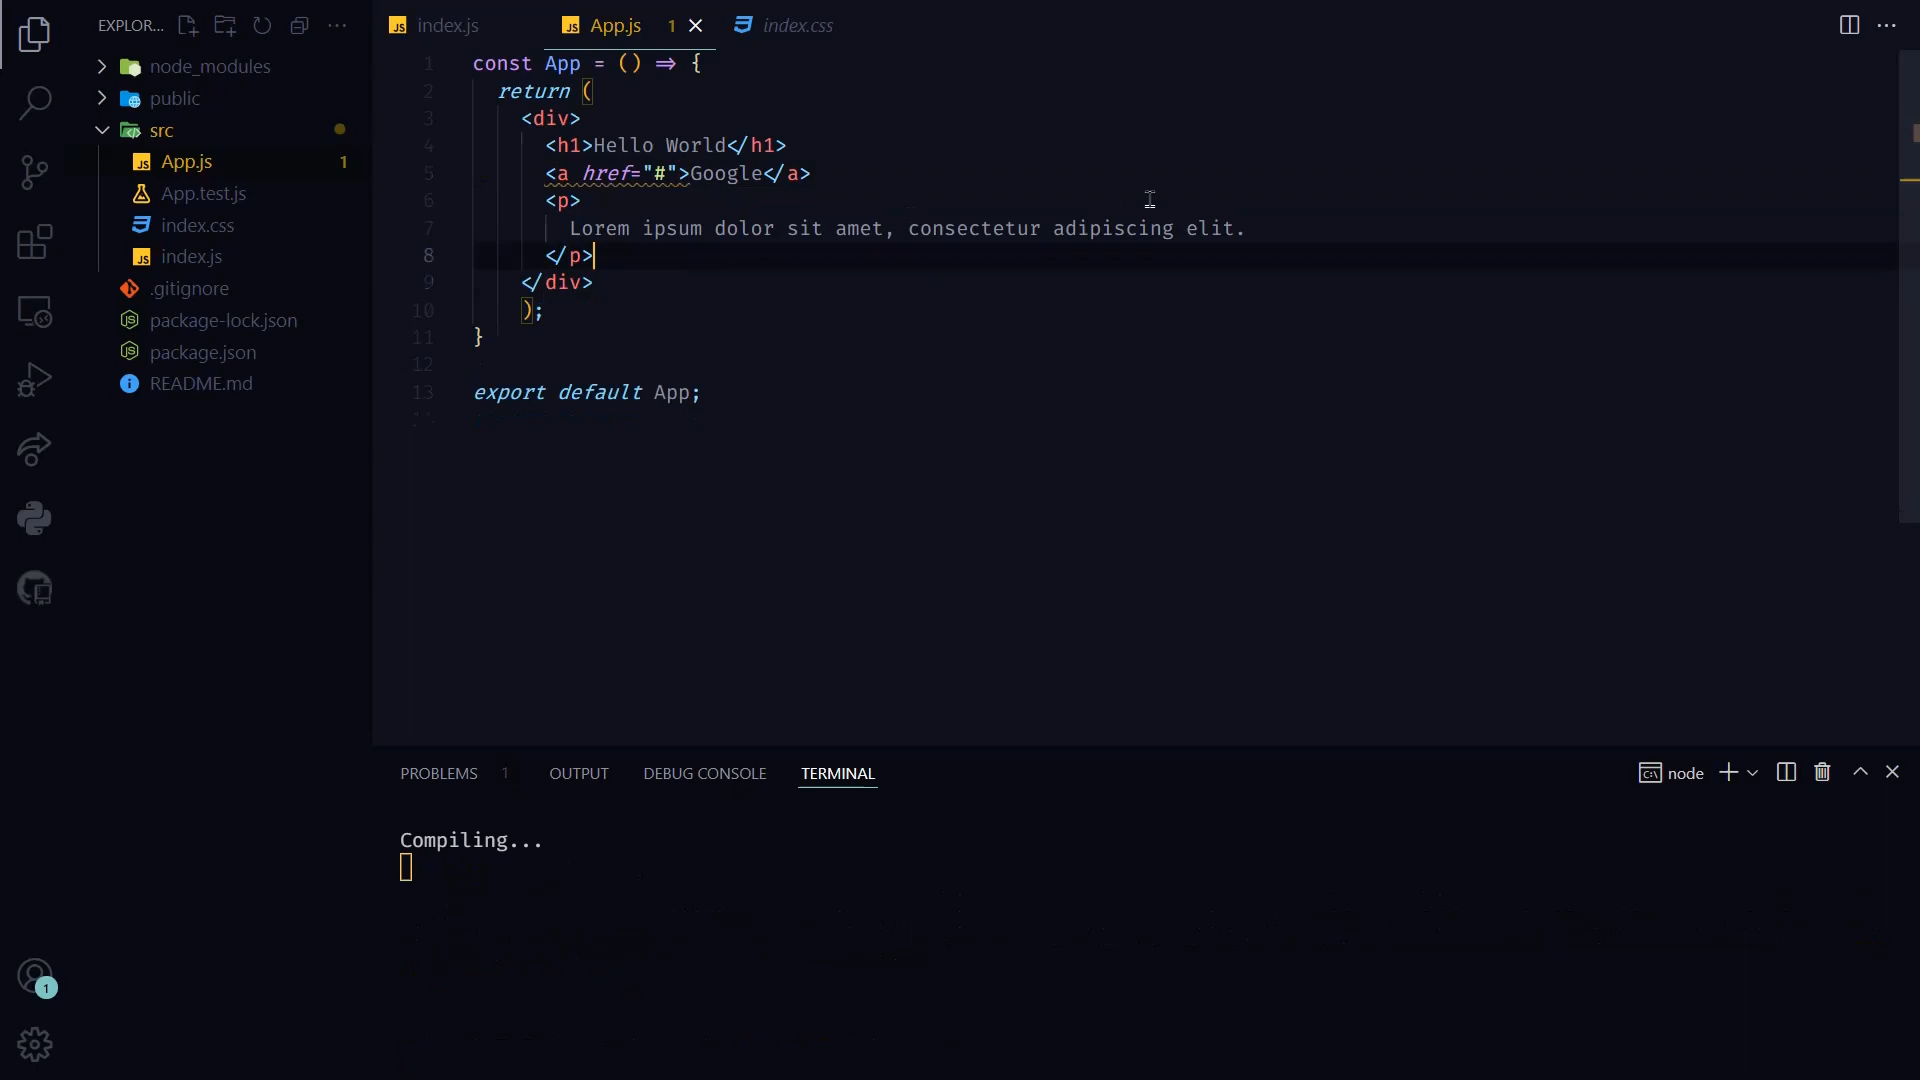 EXPLOR...
node_modules
public
src
App.js 1
App.test.js
index.css
index.js
.gitignore
package-lock.json
package.json
README.md
1
index.js
App.js 1
index.css
1 const App = () => {
2 return (
3 <div>
4 <h1>Hello World</h1>
5 <a href="#">Google</a>
6 <p>
7 Lorem ipsum dolor sit amet, consectetur adipiscing elit.
8 </p>
9 </div>
10 );
11 }
12
13 export default App;
PROBLEMS 1 OUTPUT DEBUG CONSOLE TERMINAL
node
Compiling...